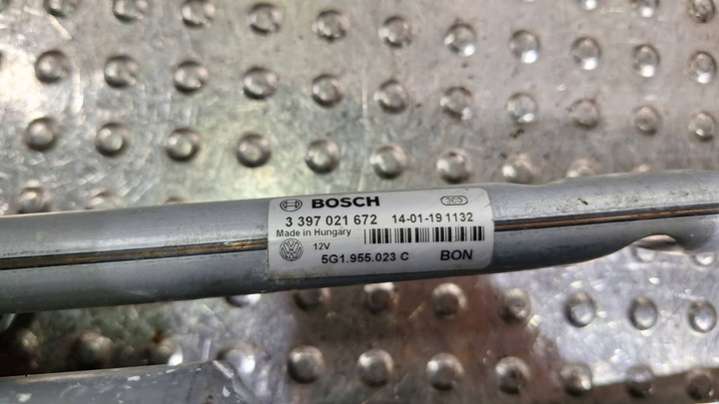 BOSCH
3 397 021 672 14-01-19 1132
Made in Hungary
12V
5G1.955.023 C BON